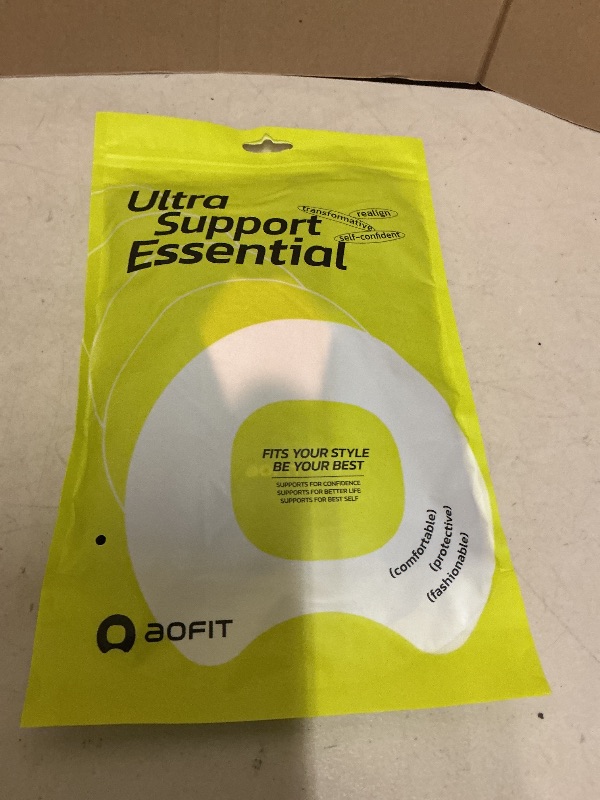 Ultra
Support
Essential
transformative
realign
self-confident
FITS YOUR STYLE
BE YOUR BEST
SUPPORTS FOR CONFIDENCE
SUPPORTS FOR BETTER LIFE
SUPPORTS FOR BEST SELF
(comfortable)
(protective)
(fashionable)
aOFIT